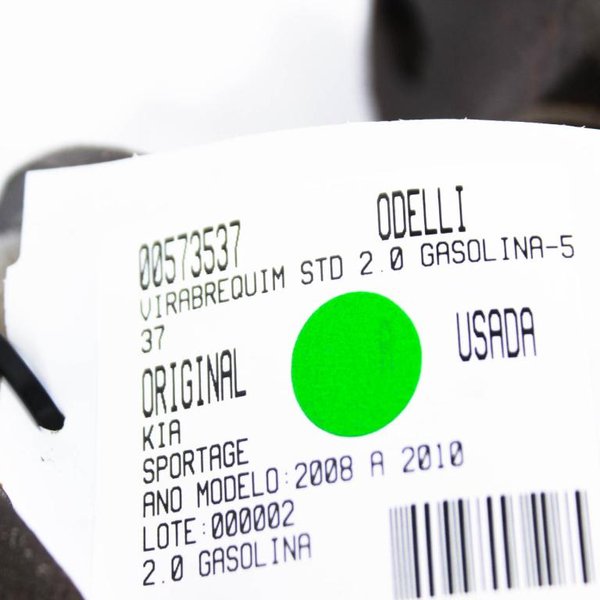 00573537 ODELLI
VIRABREQUIM STD 2.0 GASOLINA-5
37
ORIGINAL USADA
KIA
SPORTAGE
ANO MODELO:2008 A 2010
LOTE:000002
2.0 GASOLINA